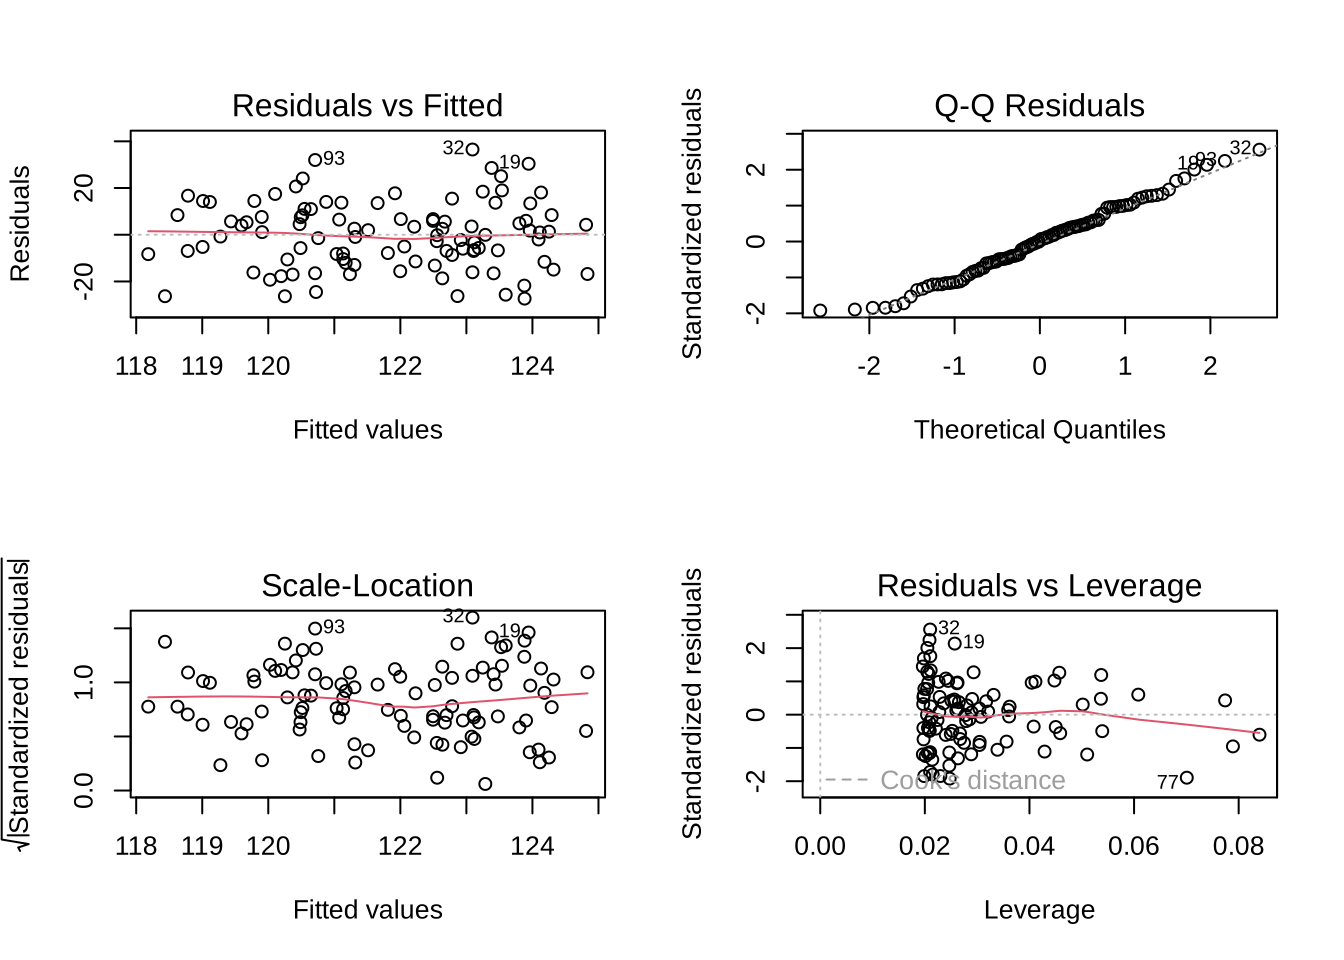 Residuals vs Fitted
Residuals
20
-20
93
32
19
118 119 120 122 124
Fitted values
Q-Q Residuals
Standardized residuals
2
0
-2
19
93
32
-2 -1 0 1 2
Theoretical Quantiles
Scale-Location
√|Standardized residuals|
1.0
0.0
93
32
19
118 119 120 122 124
Fitted values
Residuals vs Leverage
Standardized residuals
2
0
-2
32
19
77
Cook's distance
0.00 0.02 0.04 0.06 0.08
Leverage